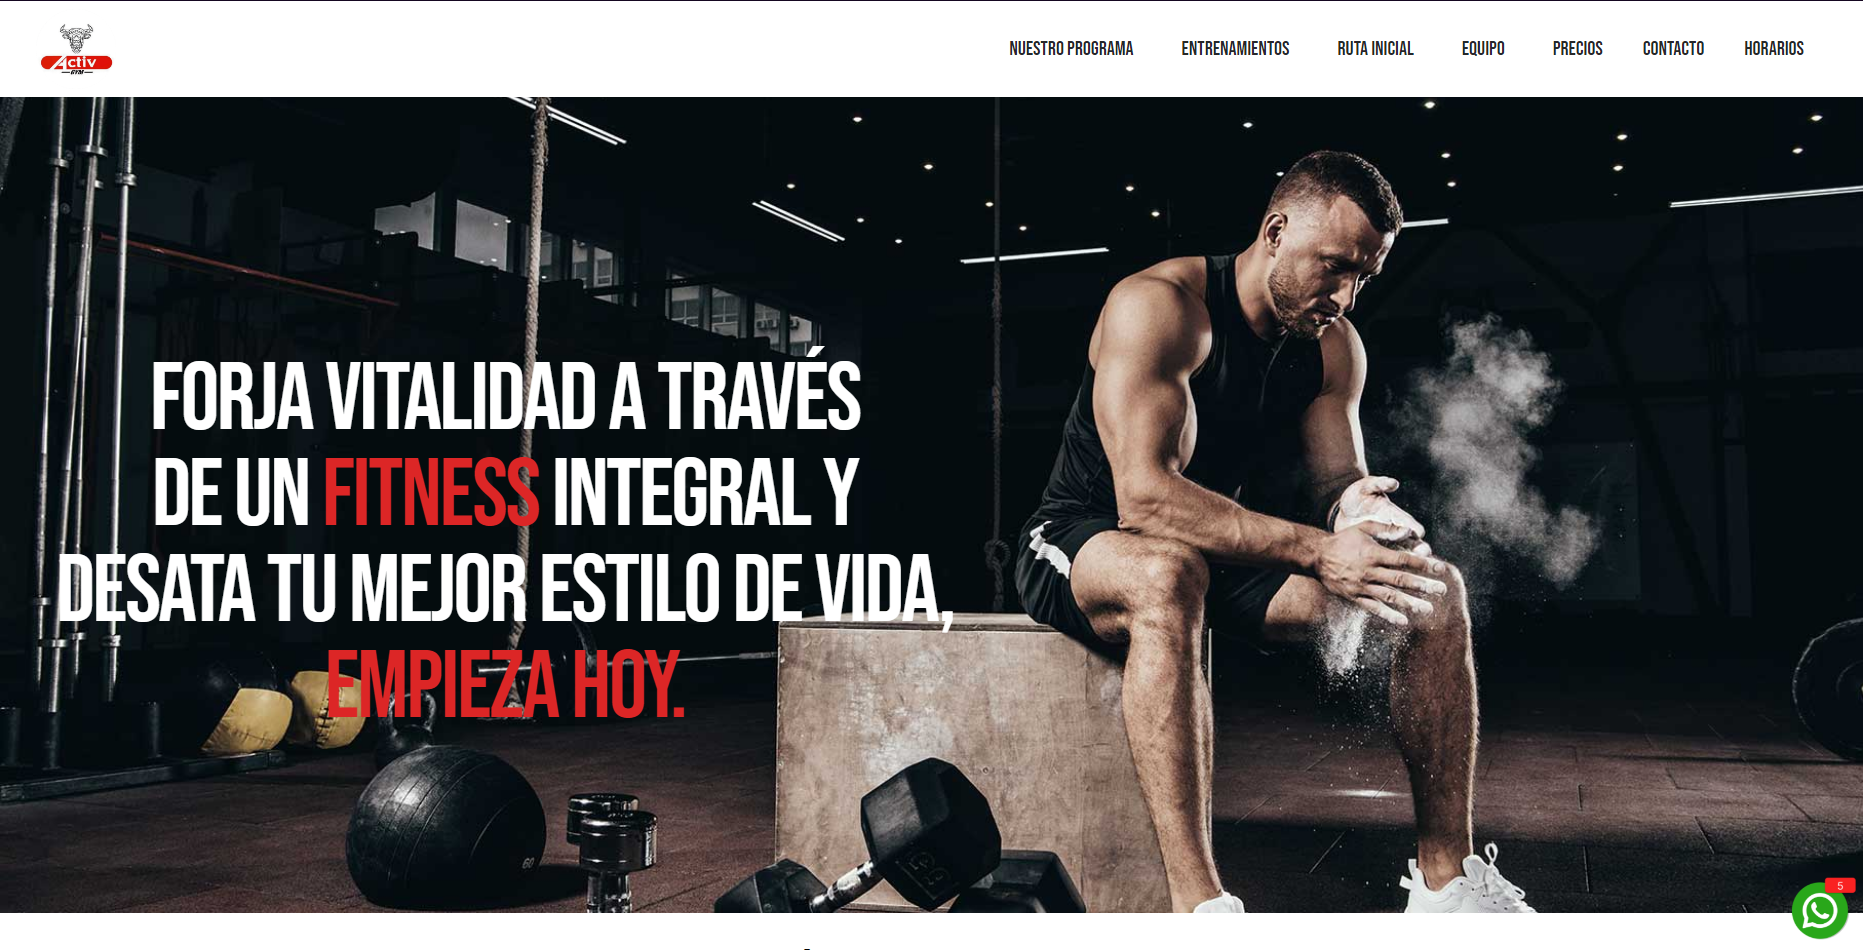 Activ
GYM
NUESTRO PROGRAMA
ENTRENAMIENTOS
RUTA INICIAL
EQUIPO
PRECIOS
CONTACTO
HORARIOS
FORJA VITALIDAD A TRAVÉS
DE UN FITNESS INTEGRAL Y
DESATA TU MEJOR ESTILO DE VIDA,
EMPIEZA HOY.
60
5